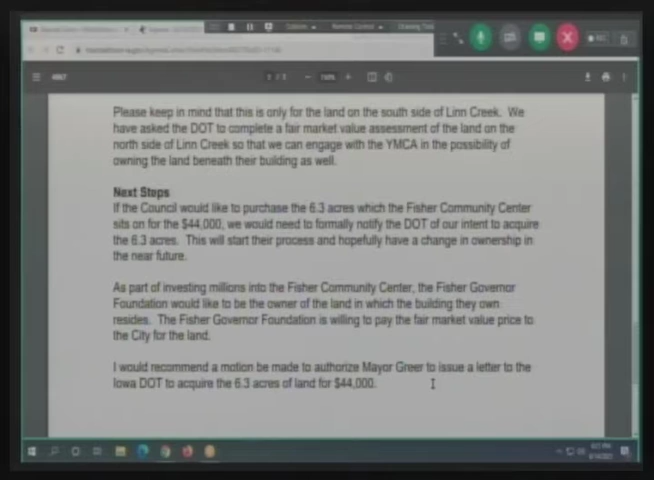 4867
1 / 1
100%
Please keep in mind that this is only for the land on the south side of Linn Creek. We
have asked the DOT to complete a fair market value assessment of the land on the
north side of Linn Creek so that we can engage with the YMCA in the possibility of
owning the land beneath their building as well.
Next Steps
If the Council would like to purchase the 6.3 acres which the Fisher Community Center
sits on for the $44,000, we would need to formally notify the DOT of our intent to acquire
the 6.3 acres. This will start their process and hopefully have a change in ownership in
the near future.
As part of investing millions into the Fisher Community Center, the Fisher Governor
Foundation would like to be the owner of the land in which the building they own
resides. The Fisher Governor Foundation is willing to pay the fair market value price to
the City for the land.
I would recommend a motion be made to authorize Mayor Greer to issue a letter to the
Iowa DOT to acquire the 6.3 acres of land for $44,000.